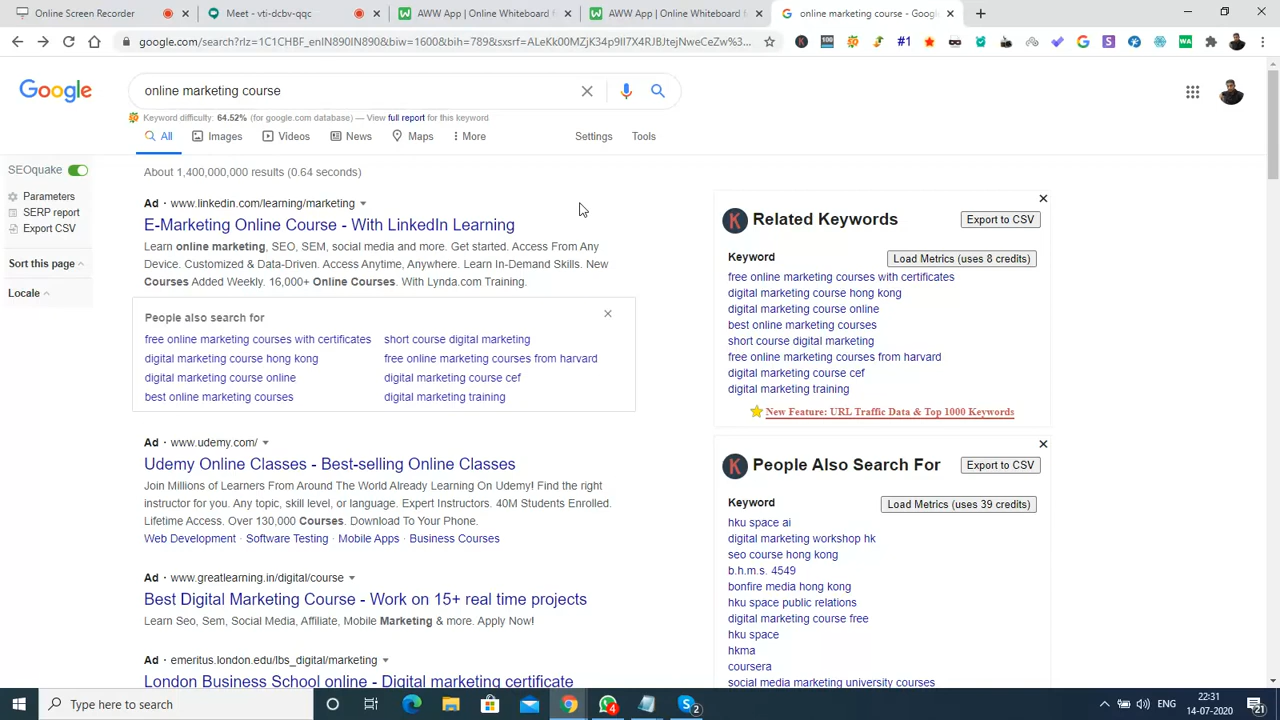 Online Screen Recorder
Meet - vti-dcbv-qqc
AWW App | Online Whiteboard f
AWW App | Online Whiteboard f
online marketing course - Googl
google.com/search?rlz=1C1CHBF_enIN890IN890&biw=1600&bih=789&sxsrf=ALeKk00MZjK34p9II7X4RJBJtejNweCeZw%3...
Google
online marketing course
Keyword difficulty: 64.52% (for google.com database) — View full report for this keyword
All
Images
Videos
News
Maps
More
Settings
Tools
SEOquake
Parameters
SERP report
Export CSV
Sort this page
Locale
About 1,400,000,000 results (0.64 seconds)
Ad · www.linkedin.com/learning/marketing
E-Marketing Online Course - With LinkedIn Learning
Learn online marketing, SEO, SEM, social media and more. Get started. Access From Any
Device. Customized & Data-Driven. Access Anytime, Anywhere. Learn In-Demand Skills. New
Courses Added Weekly. 16,000+ Online Courses. With Lynda.com Training.
People also search for
free online marketing courses with certificates
short course digital marketing
digital marketing course hong kong
free online marketing courses from harvard
digital marketing course online
digital marketing course cef
best online marketing courses
digital marketing training
Ad · www.udemy.com/
Udemy Online Classes - Best-selling Online Classes
Join Millions of Learners From Around The World Already Learning On Udemy! Find the right
instructor for you. Any topic, skill level, or language. Expert Instructors. 40M Students Enrolled.
Lifetime Access. Over 130,000 Courses. Download To Your Phone.
Web Development · Software Testing · Mobile Apps · Business Courses
Ad · www.greatlearning.in/digital/course
Best Digital Marketing Course - Work on 15+ real time projects
Learn Seo, Sem, Social Media, Affiliate, Mobile Marketing & more. Apply Now!
Ad · emeritus.london.edu/lbs_digital/marketing
London Business School online - Digital marketing certificate
K Related Keywords
Export to CSV
Keyword
Load Metrics (uses 8 credits)
free online marketing courses with certificates
digital marketing course hong kong
digital marketing course online
best online marketing courses
short course digital marketing
free online marketing courses from harvard
digital marketing course cef
digital marketing training
New Feature: URL Traffic Data & Top 1000 Keywords
K People Also Search For
Export to CSV
Keyword
Load Metrics (uses 39 credits)
hku space ai
digital marketing workshop hk
seo course hong kong
b.h.m.s. 4549
bonfire media hong kong
hku space public relations
digital marketing course free
hku space
hkma
coursera
social media marketing university courses
Type here to search
4
2
ENG
22:31
14-07-2020
21